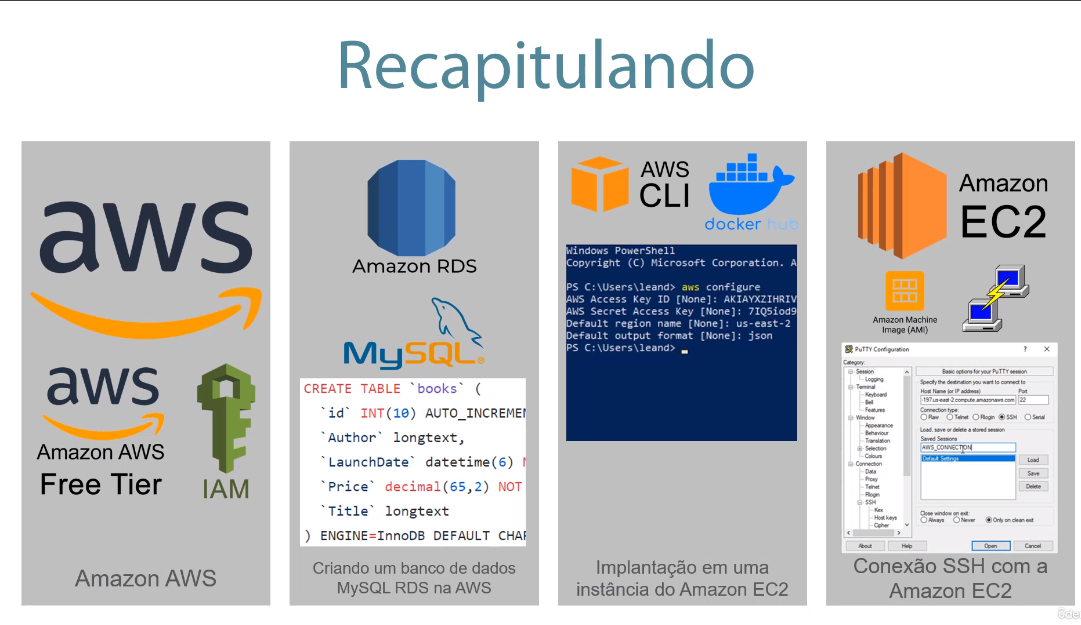 Recapitulando
aws
aws
Amazon AWS
Free Tier
IAM
Amazon AWS
Amazon RDS
MySQL®
CREATE TABLE `books` (
`id` INT(10) AUTO_INCREMEN
`Author` longtext,
`LaunchDate` datetime(6) N
`Price` decimal(65,2) NOT
`Title` longtext
) ENGINE=InnoDB DEFAULT CHAR
Criando um banco de dados
MySQL RDS na AWS
AWS
CLI
docker hub
Windows PowerShell
Copyright (C) Microsoft Corporation. A
PS C:\Users\leand> aws configure
AWS Access Key ID [None]: AKIAYXZIHRIV
AWS Secret Access Key [None]: 7IQ5iod9
Default region name [None]: us-east-2
Default output format [None]: json
PS C:\Users\leand>
Implantação em uma
instância do Amazon EC2
Amazon
EC2
Amazon Machine
Image (AMI)
PuTTY Configuration
Category:
Session
Logging
Terminal
Keyboard
Bell
Features
Window
Appearance
Behaviour
Translation
Selection
Colours
Connection
Data
Proxy
Telnet
Rlogin
SSH
Kex
Host keys
Cipher
Basic options for your PuTTY session
Specify the destination you want to connect to
Host Name (or IP address) Port
197.us-east-2.compute.amazonaws.com 22
Connection type:
Raw Telnet Rlogin SSH Serial
Load, save or delete a stored session
Saved Sessions
AWS_CONNECTION
Default Settings
Load
Save
Delete
Close window on exit:
Always Never Only on clean exit
About Help Open Cancel
Conexão SSH com a
Amazon EC2